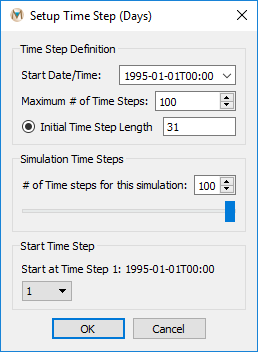 Setup Time Step (Days)
Time Step Definition
Start Date/Time: 1995-01-01T00:00
Maximum # of Time Steps: 100
Initial Time Step Length 31
Simulation Time Steps
# of Time steps for this simulation: 100
Start Time Step
Start at Time Step 1: 1995-01-01T00:00
1
OK Cancel